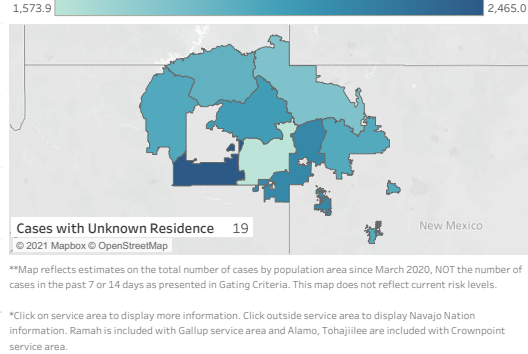 1,573.9 2,465.0
New Mexico
Cases with Unknown Residence 19
© 2021 Mapbox © OpenStreetMap
**Map reflects estimates on the total number of cases by population area since March 2020, NOT the number of
cases in the past 7 or 14 days as presented in Gating Criteria. This map does not reflect current risk levels.
*Click on service area to display more information. Click outside service area to display Navajo Nation
information. Ramah is included with Gallup service area and Alamo, Tohajiilee are included with Crownpoint
service area.